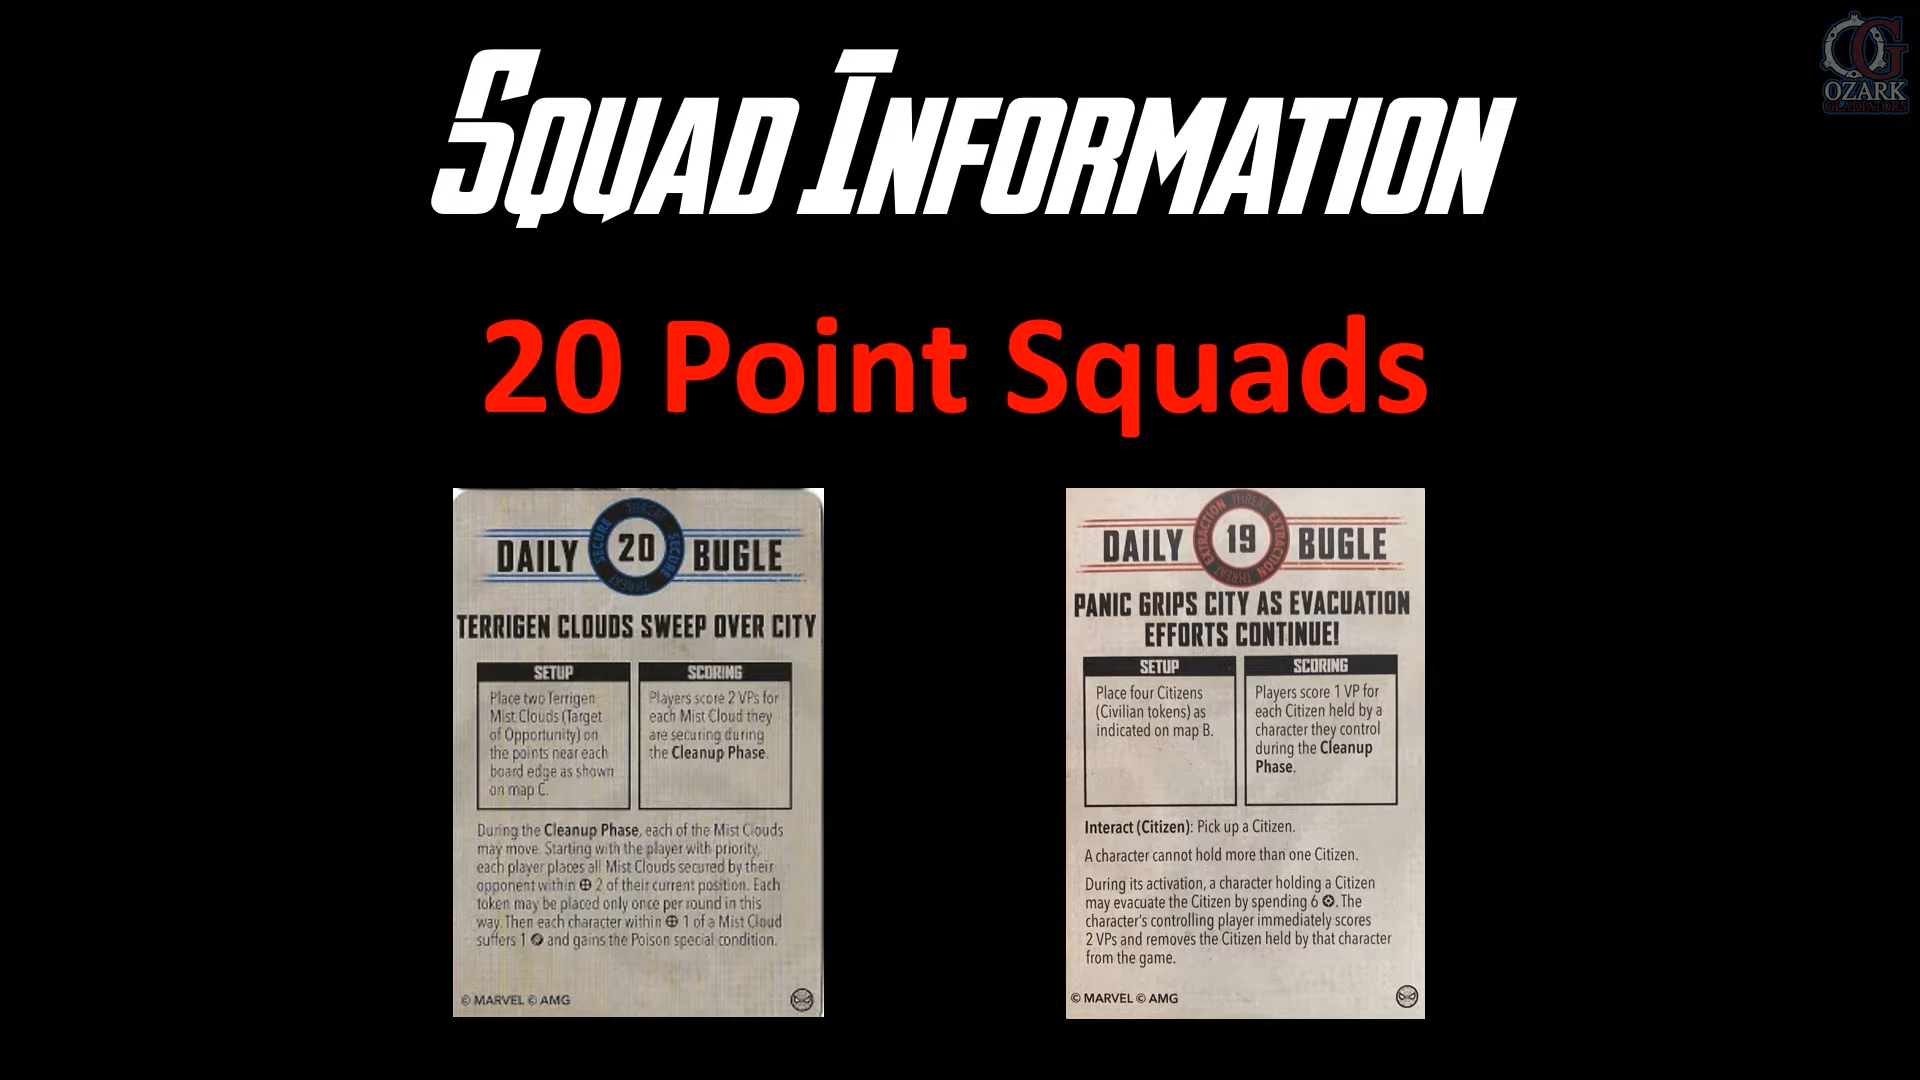 OZARK
GLADIATORS
SQUAD INFORMATION
20 Point Squads
THREAT
SECURE
SECURE
THREAT
DAILY 20 BUGLE
TERRIGEN CLOUDS SWEEP OVER CITY
SETUP
Place two Terrigen
Mist Clouds (Target
of Opportunity) on
the points near each
board edge as shown
on map C.
SCORING
Players score 2 VPs for
each Mist Cloud they
are securing during
the Cleanup Phase.
During the Cleanup Phase, each of the Mist Clouds
may move. Starting with the player with priority,
each player places all Mist Clouds secured by their
opponent within 2 of their current position. Each
token may be placed only once per round in this
way. Then each character within 1 of a Mist Cloud
suffers 1 and gains the Poison special condition.
© MARVEL © AMG
THREAT
EXTRACTION
EXTRACTION
THREAT
DAILY 19 BUGLE
PANIC GRIPS CITY AS EVACUATION
EFFORTS CONTINUE!
SETUP
Place four Citizens
(Civilian tokens) as
indicated on map B.
SCORING
Players score 1 VP for
each Citizen held by a
character they control
during the Cleanup
Phase.
Interact (Citizen): Pick up a Citizen.
A character cannot hold more than one Citizen.
During its activation, a character holding a Citizen
may evacuate the Citizen by spending 6 . The
character's controlling player immediately scores
2 VPs and removes the Citizen held by that character
from the game.
© MARVEL © AMG